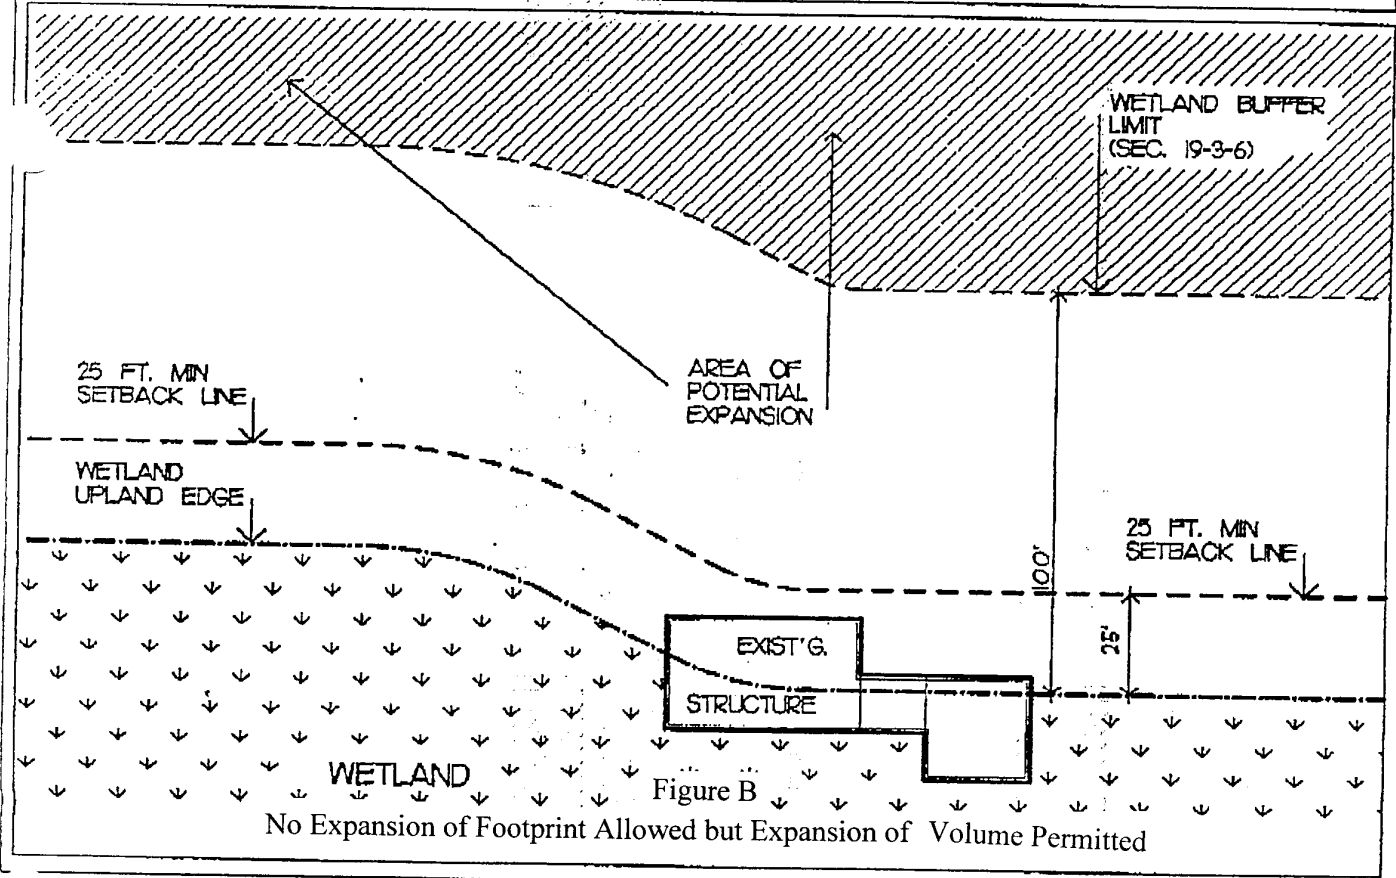 WETLAND BUFFER
LIMIT
(SEC. 19-3-6)
AREA OF
POTENTIAL
EXPANSION
25 FT. MIN
SETBACK LINE
WETLAND
UPLAND EDGE
25 FT. MIN
SETBACK LINE
100'
25'
EXIST'G.
STRUCTURE
WETLAND
Figure B
No Expansion of Footprint Allowed but Expansion of Volume Permitted